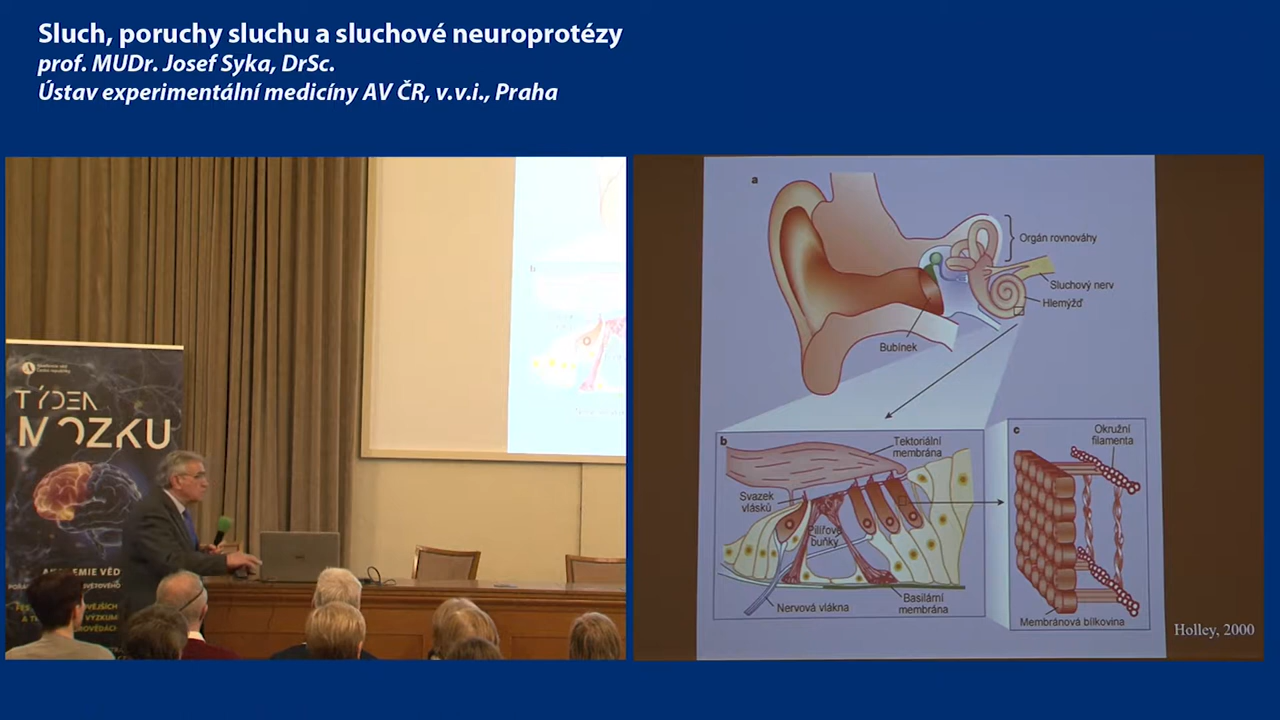 Sluch, poruchy sluchu a sluchové neuroprotézy
prof. MUDr. Josef Syka, DrSc.
Ústav experimentální medicíny AV ČR, v.v.i., Praha
TÝDEN
MOZKU
AKADEMIE VĚD
a
Orgán rovnováhy
Sluchový nerv
Hlemýžď
Bubínek
b
Tektoriální
membrána
Svazek
vlásků
Pilířové
buňky
Nervová vlákna
Basilární
membrána
c
Okružní
filamenta
Membránová bílkovina
Holley, 2000